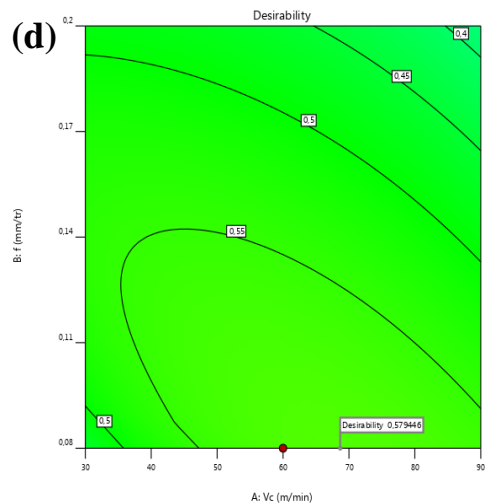 (d)
Desirability
0,2
0,4
0,45
0,5
0,17
0,14
0,55
0,11
0,5
Desirability 0,579446
0,08
30 40 50 60 70 80 90
B: f (mm/tr)
A: Vc (m/min)